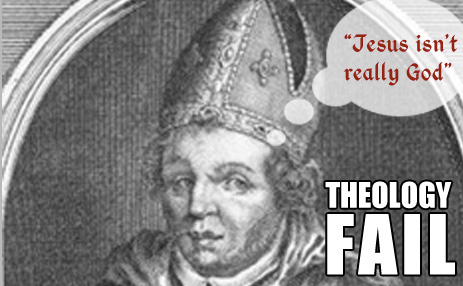 “Jesus isn’t
really God”
THEOLOGY
FAIL